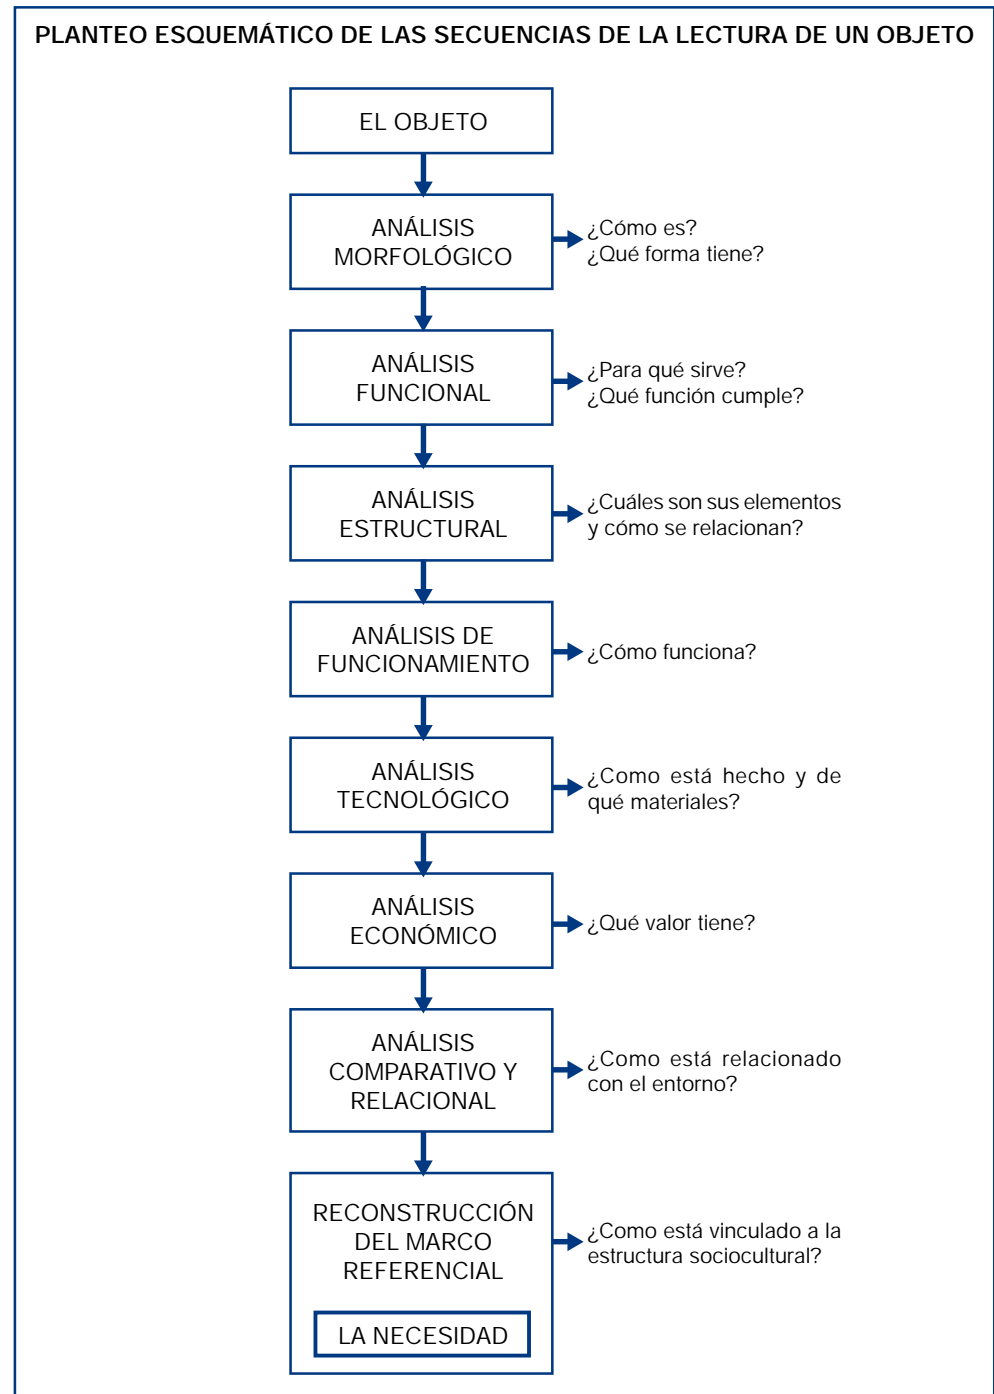 PLANTEO ESQUEMÁTICO DE LAS SECUENCIAS DE LA LECTURA DE UN OBJETO
EL OBJETO
ANÁLISIS
MORFOLÓGICO
¿Cómo es?
¿Qué forma tiene?
ANÁLISIS
FUNCIONAL
¿Para qué sirve?
¿Qué función cumple?
ANÁLISIS
ESTRUCTURAL
¿Cuáles son sus elementos
y cómo se relacionan?
ANÁLISIS DE
FUNCIONAMIENTO
¿Cómo funciona?
ANÁLISIS
TECNOLÓGICO
¿Como está hecho y de
qué materiales?
ANÁLISIS
ECONÓMICO
¿Qué valor tiene?
ANÁLISIS
COMPARATIVO Y
RELACIONAL
¿Como está relacionado
con el entorno?
RECONSTRUCCIÓN
DEL MARCO
REFERENCIAL
¿Como está vinculado a la
estructura sociocultural?
LA NECESIDAD